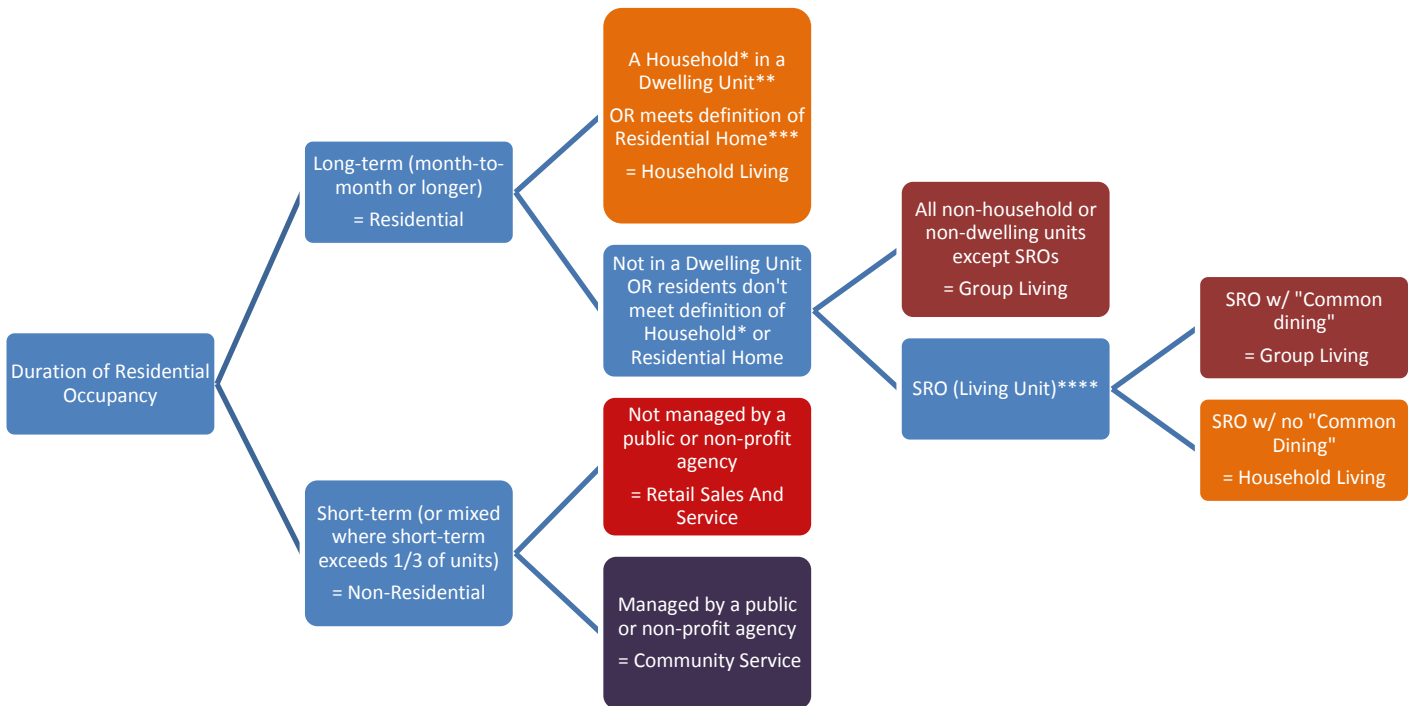 Duration of Residential
Occupancy
Long-term (month-to-
month or longer)
= Residential
Short-term (or mixed
where short-term
exceeds 1/3 of units)
= Non-Residential
A Household* in a
Dwelling Unit**
OR meets definition of
Residential Home***
= Household Living
Not in a Dwelling Unit
OR residents don't
meet definition of
Household* or
Residential Home
Not managed by a
public or non-profit
agency
= Retail Sales And
Service
Managed by a public
or non-profit agency
= Community Service
All non-household or
non-dwelling units
except SROs
= Group Living
SRO (Living Unit)****
SRO w/ "Common
dining"
= Group Living
SRO w/ no "Common
Dining"
= Household Living